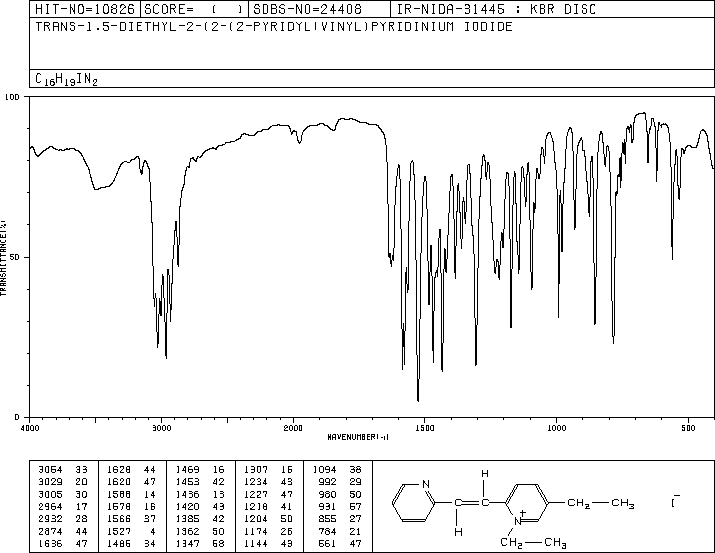 HIT-NO=10826 SCORE= ( ) SDBS-NO=24408 IR-NIDA-31445 : KBR DISC
TRANS-1.5-DIETHYL-2-(2-(2-PYRIDYL)VINYL)PYRIDINIUM IODIDE
C16H19IN2
100
50
0
TRANSMITTANCE(%)
4000 3000 2000 1500 1000 500
WAVENUMBER(-1)
3064 33 1628 44 1469 16 1307 16 1094 38
3029 20 1620 47 1453 42 1234 43 992 29
3005 30 1588 14 1436 13 1227 47 980 50
2964 17 1578 16 1420 43 1218 41 931 57
2932 28 1566 37 1385 42 1204 50 855 27
2874 44 1527 4 1362 50 1174 26 784 21
1636 47 1485 34 1347 58 1144 43 561 47
H
N
C C CH2 CH3
H
N+
CH2 CH3
I-